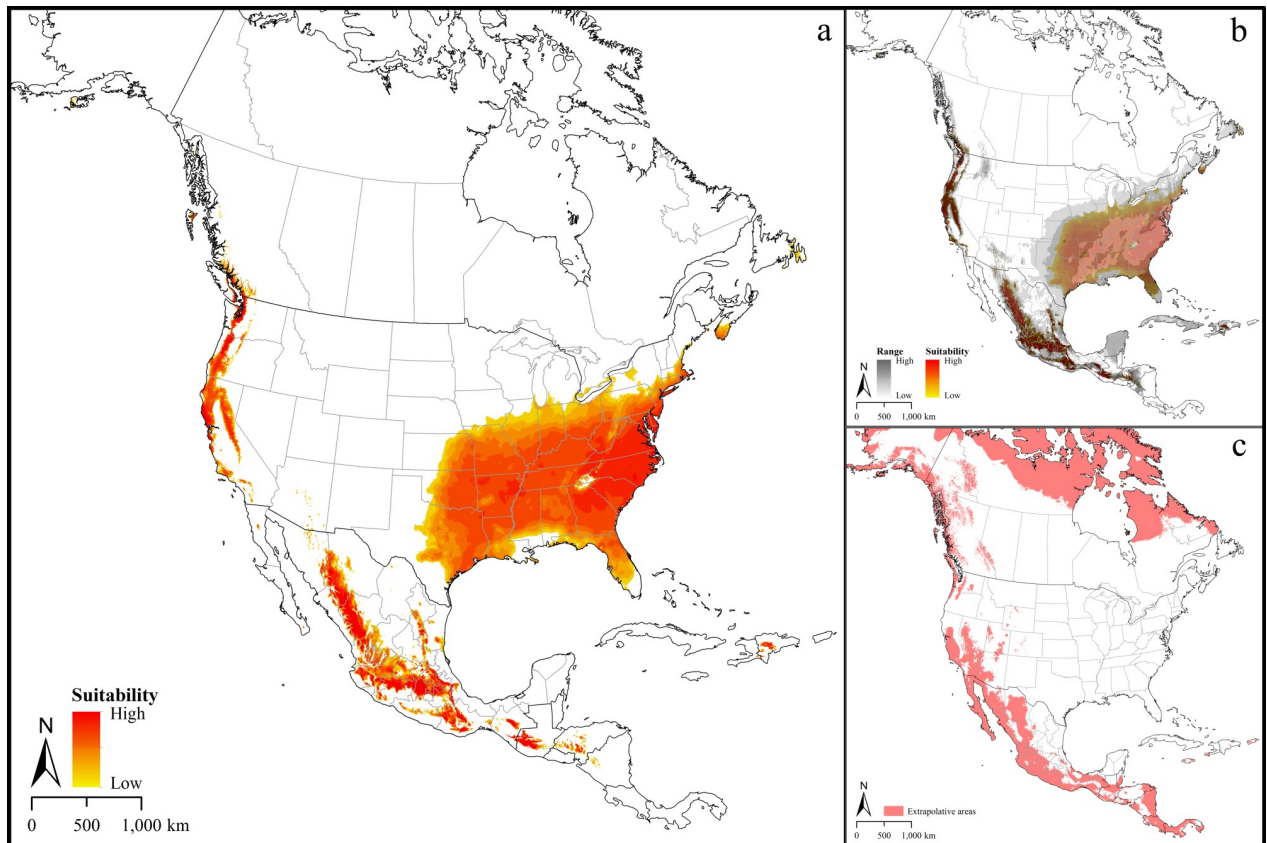 a
Suitability
High
Low
N
0 500 1,000 km
b
Range Suitability
High High
Low Low
N
0 500 1,000 km
c
N
Extrapolative areas
0 500 1,000 km